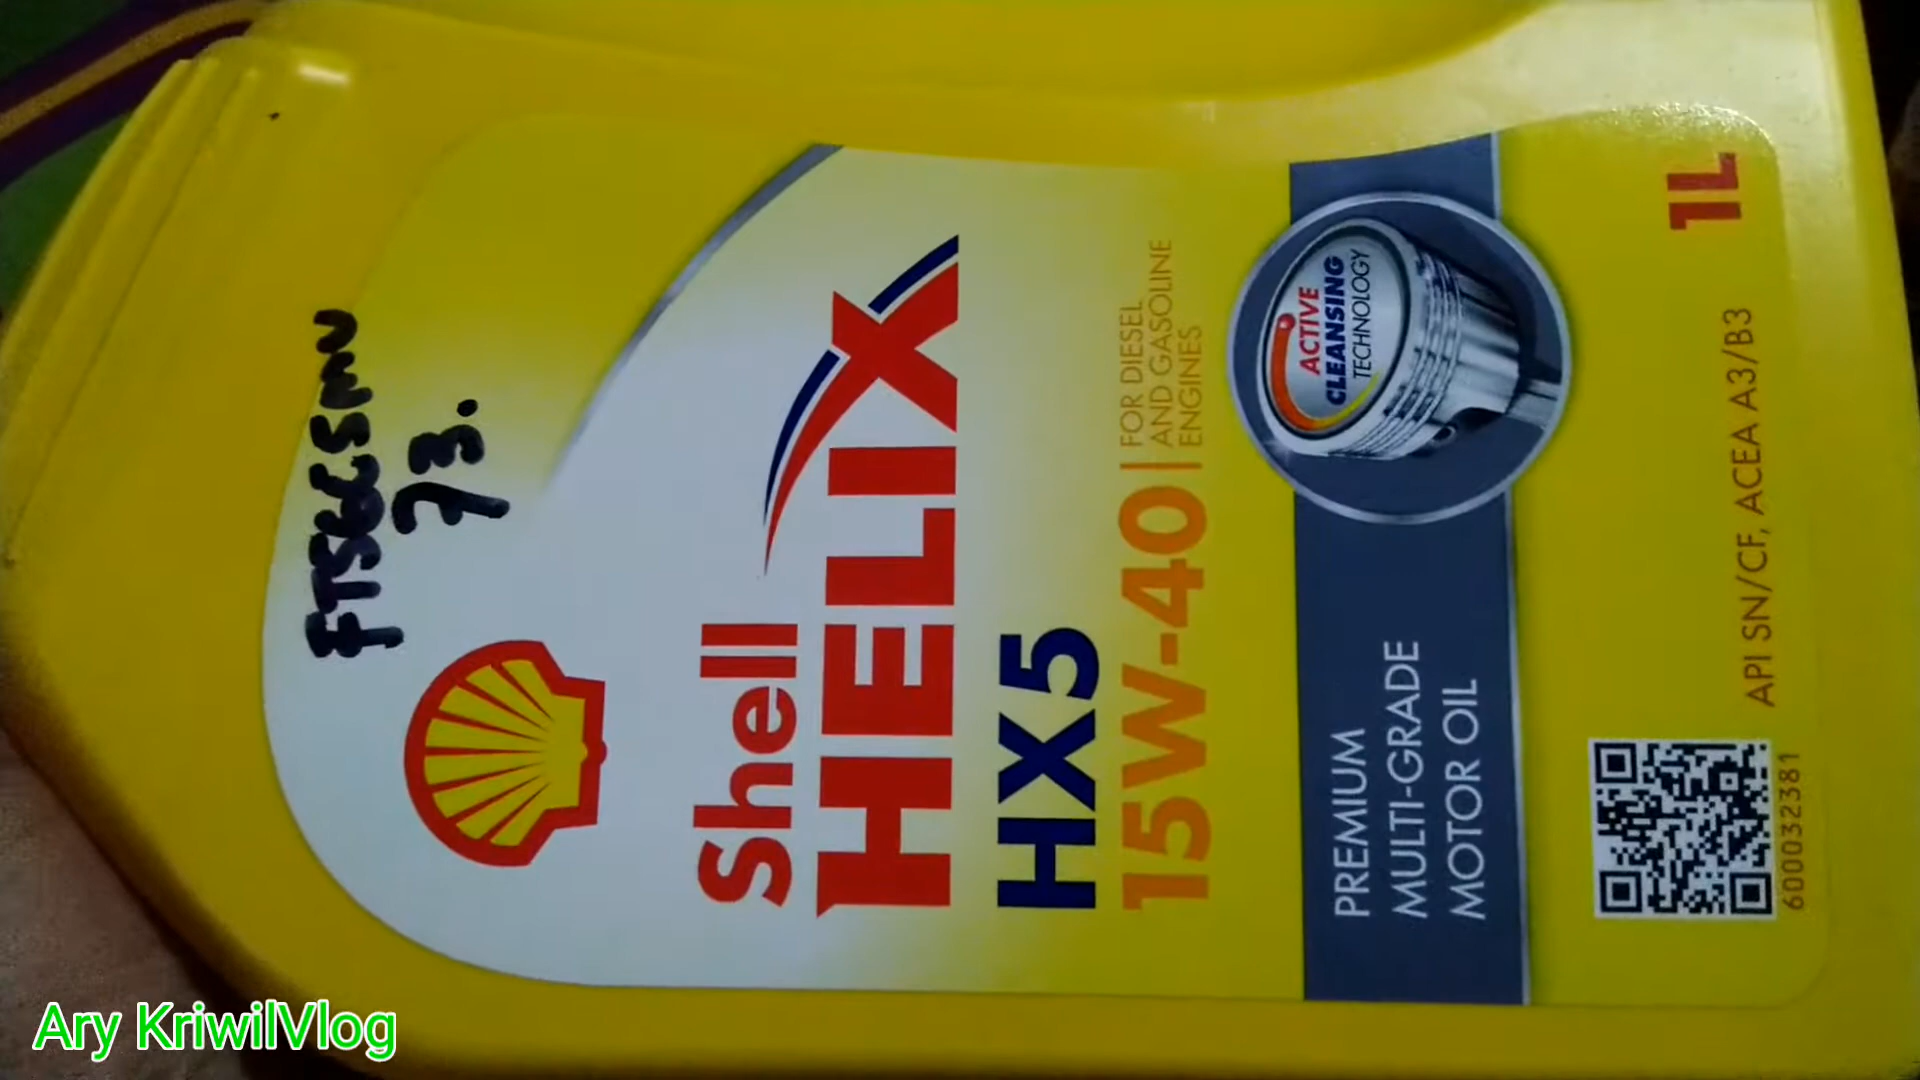 73.
Shell
HELIX
HX5
15W-40
FOR DIESEL
AND GASOLINE
ENGINES
ACTIVE
CLEANSING
TECHNOLOGY
PREMIUM
MULTI-GRADE
MOTOR OIL
1L
API SN/CF, ACEA A3/B3
600032381
Ary KriwilVlog